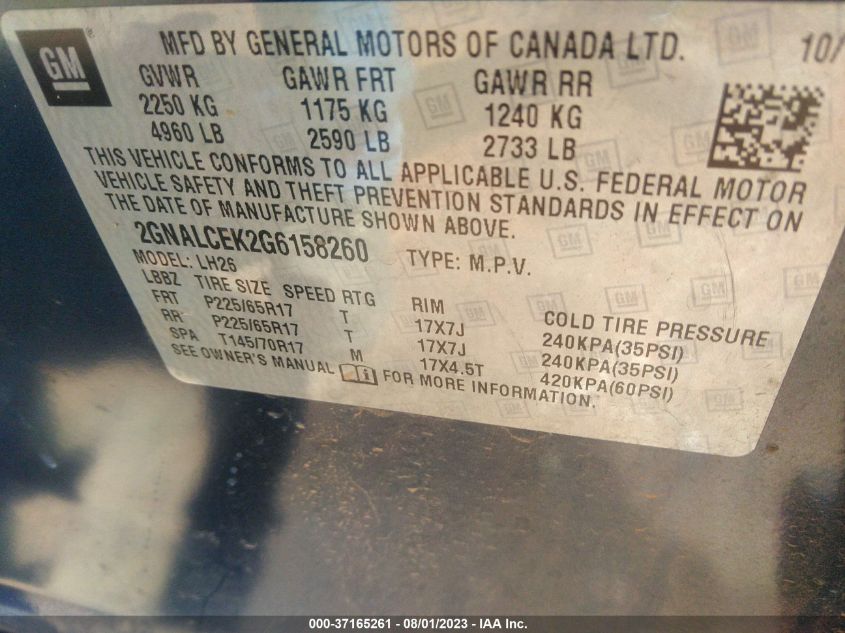 GM
MFD BY GENERAL MOTORS OF CANADA LTD. 10/
GVWR GAWR FRT GAWR RR
2250 KG 1175 KG 1240 KG
4960 LB 2590 LB 2733 LB
THIS VEHICLE CONFORMS TO ALL APPLICABLE U.S. FEDERAL MOTOR
VEHICLE SAFETY AND THEFT PREVENTION STANDARDS IN EFFECT ON
THE DATE OF MANUFACTURE SHOWN ABOVE.
2GNALCEK2G6158260 TYPE: M.P.V.
MODEL: LH26
LBBZ TIRE SIZE SPEED RTG RIM COLD TIRE PRESSURE
FRT P225/65R17 T 17X7J 240KPA(35PSI)
RR P225/65R17 T 17X7J 240KPA(35PSI)
SPA T145/70R17 M 17X4.5T 420KPA(60PSI)
SEE OWNER'S MANUAL FOR MORE INFORMATION.
000-37165261 - 08/01/2023 - IAA Inc.